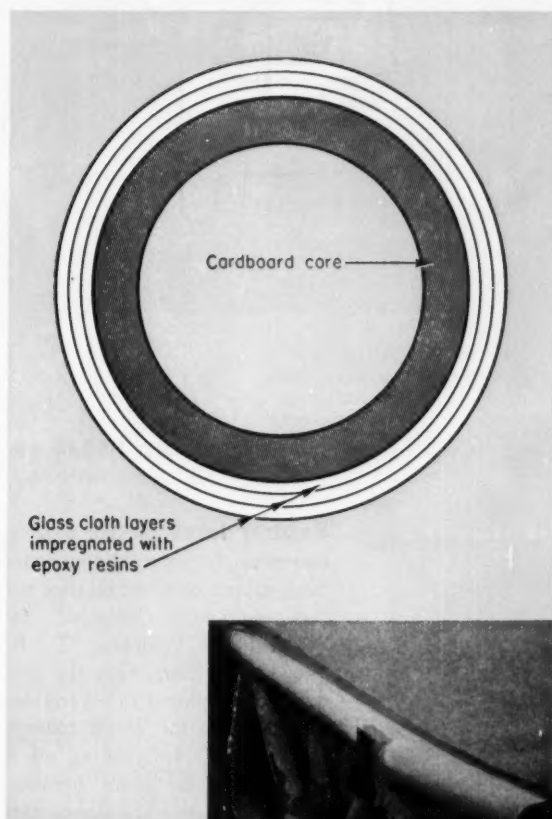 Cardboard core
Glass cloth layers
impregnated with
epoxy resins